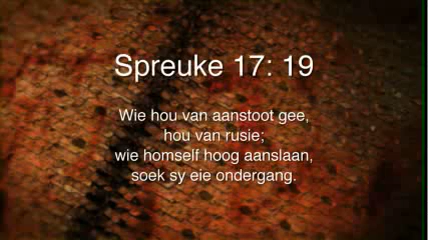 Spreuke 17: 19
Wie hou van aanstoot gee,
hou van rusie;
wie homself hoog aanslaan,
soek sy eie ondergang.